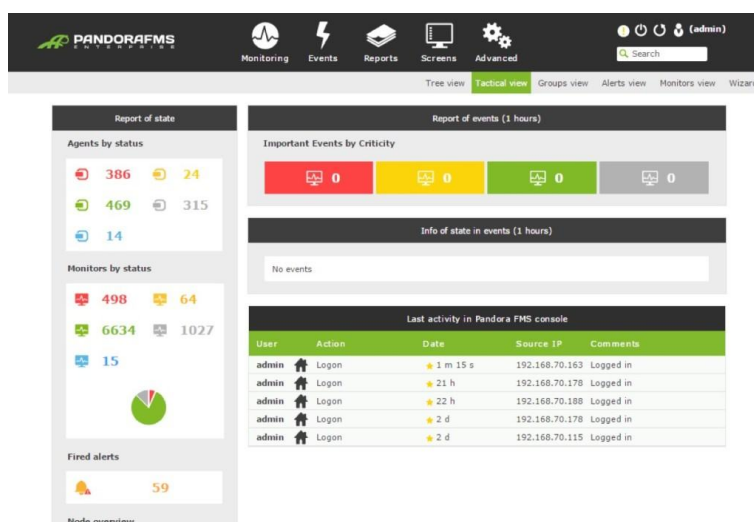 PANDORAFMS
ENTERPRISE
Monitoring Events Reports Screens Advanced
(admin)
Search
Tree view Tactical view Groups view Alerts view Monitors view Wizar
Report of state
Agents by status
386 24
469 315
14
Monitors by status
498 64
6634 1027
15
Fired alerts
59
Node overview
Report of events (1 hours)
Important Events by Criticity
0 0 0 0
Info of state in events (1 hours)
No events
Last activity in Pandora FMS console
User Action Date Source IP Comments
admin Logon 1 m 15 s 192.168.70.163 Logged in
admin Logon 21 h 192.168.70.178 Logged in
admin Logon 22 h 192.168.70.188 Logged in
admin Logon 2 d 192.168.70.178 Logged in
admin Logon 2 d 192.168.70.115 Logged in